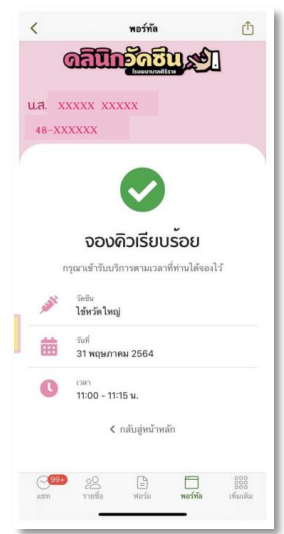 พอร์ทัล
คลินิกวัคซีน
โรงพยาบาลศิริราช
น.ส. XXXXX XXXXX
48-XXXXXX
จองคิวเรียบร้อย
กรุณาเข้ารับบริการตามเวลาที่ท่านได้จองไว้
วัคซีน
ไข้หวัดใหญ่
วันที่
31 พฤษภาคม 2564
เวลา
11:00 - 11:15 น.
กลับสู่หน้าหลัก
99+
แชท รายชื่อ ฟอร์ม พอร์ทัล เพิ่มเติม